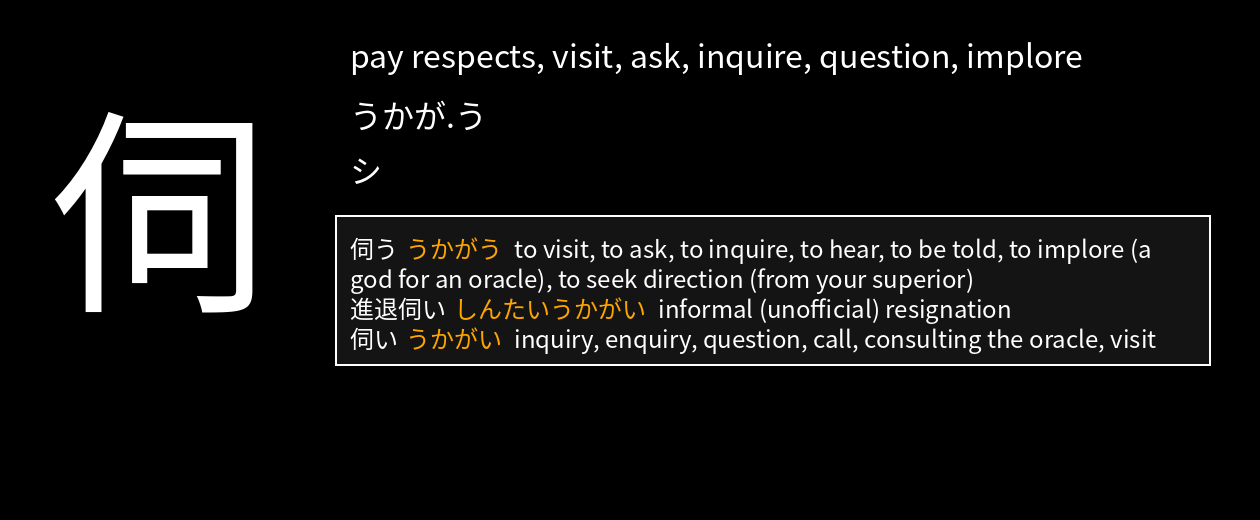 伺
pay respects, visit, ask, inquire, question, implore
うかが.う
シ
伺う うかがう to visit, to ask, to inquire, to hear, to be told, to implore (a
god for an oracle), to seek direction (from your superior)
進退伺い しんたいうかがい informal (unofficial) resignation
伺い うかがい inquiry, enquiry, question, call, consulting the oracle, visit